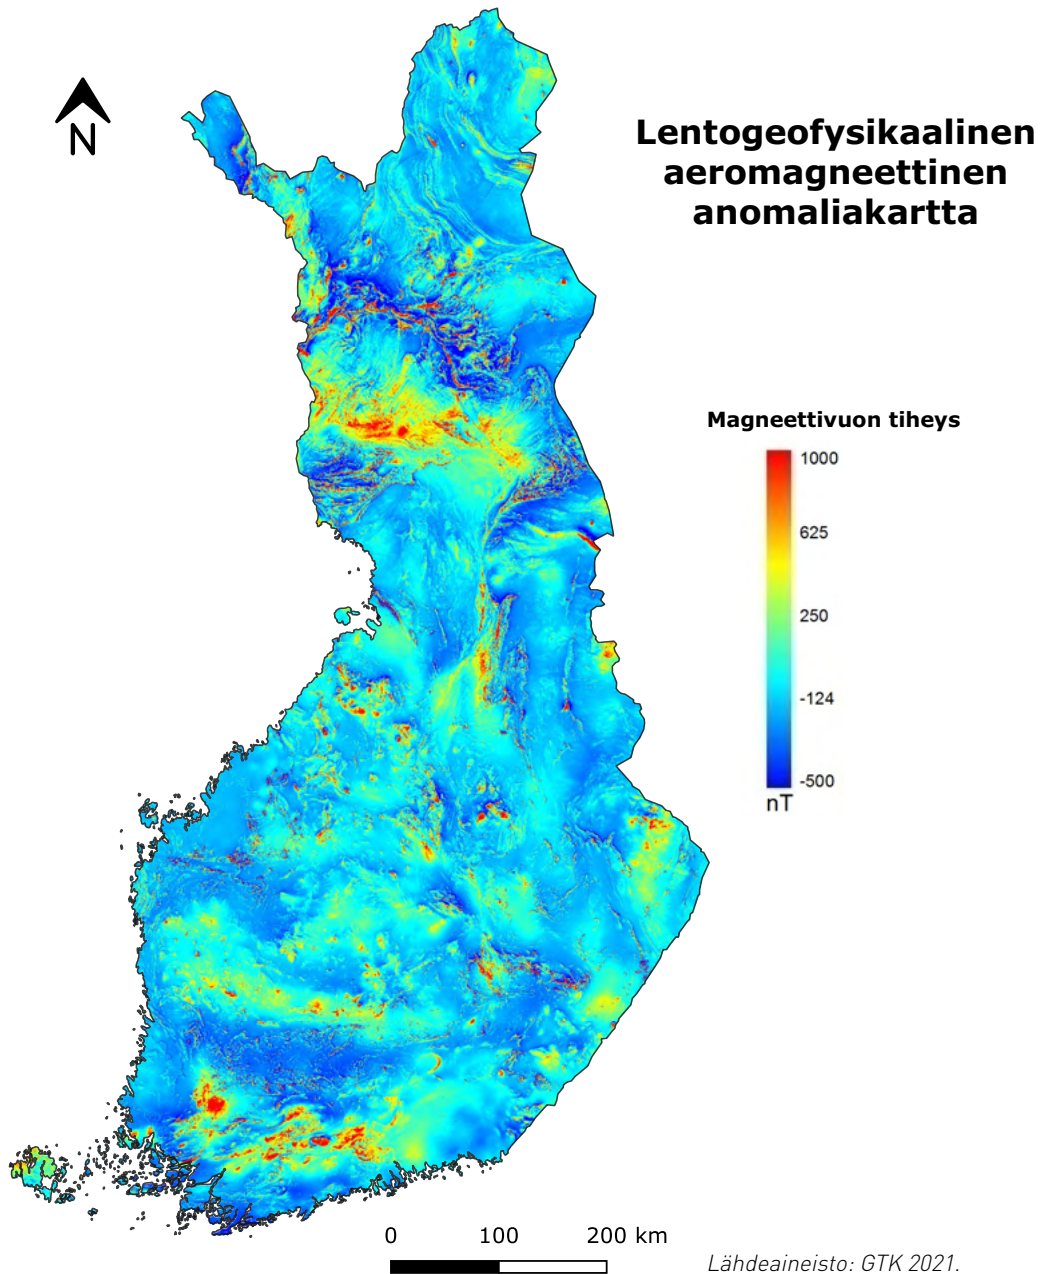 N
Lentogeofysikaalinen
aeromagneettinen
anomaliakartta
Magneettivuon tiheys
1000
625
250
-124
-500
nT
0 100 200 km
Lähdeaineisto: GTK 2021.